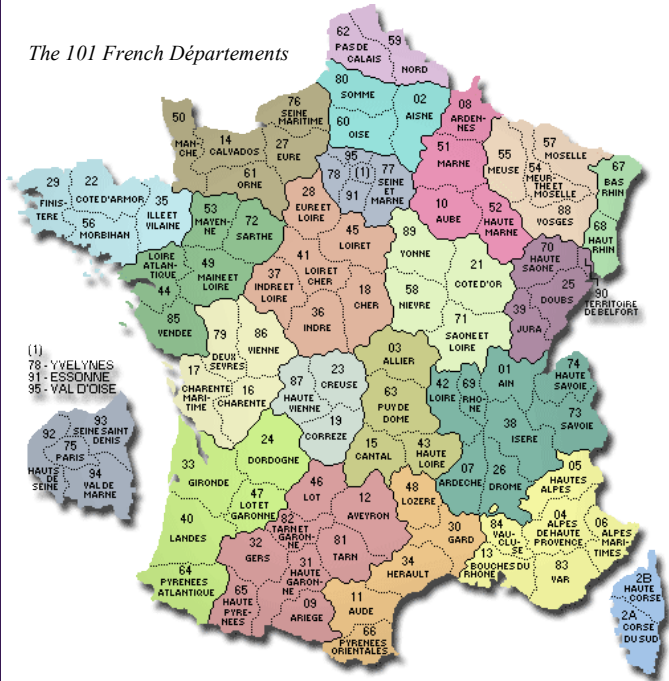 The 101 French Départements
62
PAS DE
CALAIS
59
NORD
80
SOMME
02
AISNE
60
OISE
76
SEINE
MARITIME
27
EURE
50
MAN-
CHE
14
CALVADOS
61
ORNE
08
ARDEN-
NES
51
MARNE
10
AUBE
52
HAUTE
MARNE
55
MEUSE
54
MEUR
THE ET
MOSELLE
57
MOSELLE
88
VOSGES
67
BAS
RHIN
68
HAUT
RHIN
95
(1)
78
91
77
SEINE
ET
MARNE
29
FINIS-
TERE
22
COTE D'ARMOR
35
ILLE ET
VILAINE
56
MORBIHAN
53
MAYEN-
NE
72
SARTHE
LOIRE
ATLAN-
TIQUE
44
49
MAINE ET
LOIRE
85
VENDEE
28
EURE ET
LOIRE
45
LOIRET
41
LOIR ET
CHER
37
INDRE ET
LOIRE
18
CHER
36
INDRE
89
YONNE
21
COTE D'OR
58
NIEVRE
71
SAONE ET
LOIRE
70
HAUTE
SAONE
25
DOUBS
39
JURA
90
TERRITOIRE
DE BELFORT
79
DEUX
SEVRES
86
VIENNE
17
CHARENTE
MARI-
TIME
16
CHARENTE
(1)
78 - YVELYNES
91 - ESSONNE
95 - VAL D'OISE
92
HAUTS
DE
SEINE
93
SEINE SAINT
DENIS
75
PARIS
94
VAL DE
MARNE
87
HAUTE
VIENNE
23
CREUSE
19
CORREZE
03
ALLIER
63
PUY DE
DOME
15
CANTAL
43
HAUTE
LOIRE
42
LOIRE
69
RHO-
NE
01
AIN
74
HAUTE
SAVOIE
73
SAVOIE
38
ISERE
07
ARDECHE
26
DROME
24
DORDOGNE
33
GIRONDE
47
LOT ET
GARONNE
40
LANDES
64
PYRENEES
ATLANTIQUE
46
LOT
12
AVEYRON
82
TARN ET
GARON-
NE
32
GERS
81
TARN
31
HAUTE
GARON-
NE
65
HAUTE
PYRE-
NEES
09
ARIEGE
48
LOZERE
30
GARD
34
HERAULT
11
AUDE
66
PYRENEES
ORIENTALES
05
HAUTES
ALPES
04
ALPES
DE HAUTE
PROVENCE
06
ALPES
MARI-
TIMES
84
VAU-
CLU-
SE
13
BOUCHES DU
RHONE
83
VAR
2B
HAUTE
CORSE
2A
CORSE
DU SUD